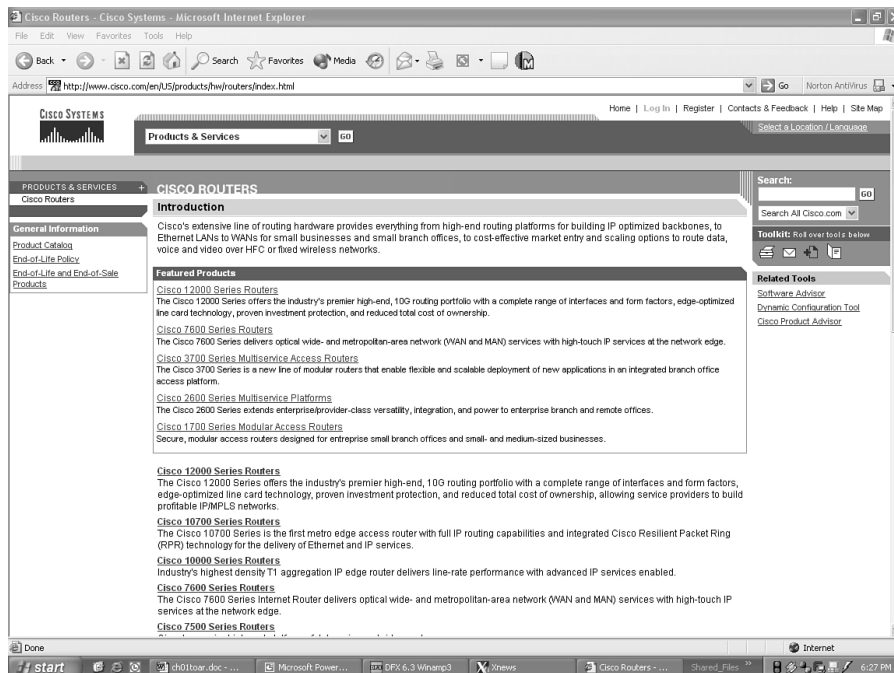 Cisco Routers - Cisco Systems - Microsoft Internet Explorer
File Edit View Favorites Tools Help
Back Search Favorites Media
Address http://www.cisco.com/en/US/products/hw/routers/index.html Go Norton AntiVirus
CISCO SYSTEMS
Home | Log In | Register | Contacts & Feedback | Help | Site Map
Products & Services GO
Select a Location / Language
PRODUCTS & SERVICES +
Cisco Routers
General Information
Product Catalog
End-of-Life Policy
End-of-Life and End-of-Sale
Products
CISCO ROUTERS
Introduction
Cisco's extensive line of routing hardware provides everything from high-end routing platforms for building IP optimized backbones, to
Ethernet LANs to WANs for small businesses and small branch offices, to cost-effective market entry and scaling options to route data,
voice and video over HFC or fixed wireless networks.
Featured Products
Cisco 12000 Series Routers
The Cisco 12000 Series offers the industry's premier high-end, 10G routing portfolio with a complete range of interfaces and form factors, edge-optimized
line card technology, proven investment protection, and reduced total cost of ownership.
Cisco 7600 Series Routers
The Cisco 7600 Series delivers optical wide- and metropolitan-area network (WAN and MAN) services with high-touch IP services at the network edge.
Cisco 3700 Series Multiservice Access Routers
The Cisco 3700 Series is a new line of modular routers that enable flexible and scalable deployment of new applications in an integrated branch office
access platform.
Cisco 2600 Series Multiservice Platforms
The Cisco 2600 Series extends enterprise/provider-class versatility, integration, and power to enterprise branch and remote offices.
Cisco 1700 Series Modular Access Routers
Secure, modular access routers designed for entreprise small branch offices and small- and medium-sized businesses.
Cisco 12000 Series Routers
The Cisco 12000 Series offers the industry's premier high-end, 10G routing portfolio with a complete range of interfaces and form factors,
edge-optimized line card technology, proven investment protection, and reduced total cost of ownership, allowing service providers to build
profitable IP/MPLS networks.
Cisco 10700 Series Routers
The Cisco 10700 Series is the first metro edge access router with full IP routing capabilities and integrated Cisco Resilient Packet Ring
(RPR) technology for the delivery of Ethernet and IP services.
Cisco 10000 Series Routers
Industry's highest density T1 aggregation IP edge router delivers line-rate performance with advanced IP services enabled.
Cisco 7600 Series Routers
The Cisco 7600 Series Internet Router delivers optical wide- and metropolitan-area network (WAN and MAN) services with high-touch IP
services at the network edge.
Cisco 7500 Series Routers
Search:
GO
Search All Cisco.com
Toolkit: Roll over tools below
Related Tools
Software Advisor
Dynamic Configuration Tool
Cisco Product Advisor
Done Internet
start ch01toar.doc - ... Microsoft Power... DFX 6.3 Winamp3 Xnews Cisco Routers - ... Shared_Files » 6:27 PM